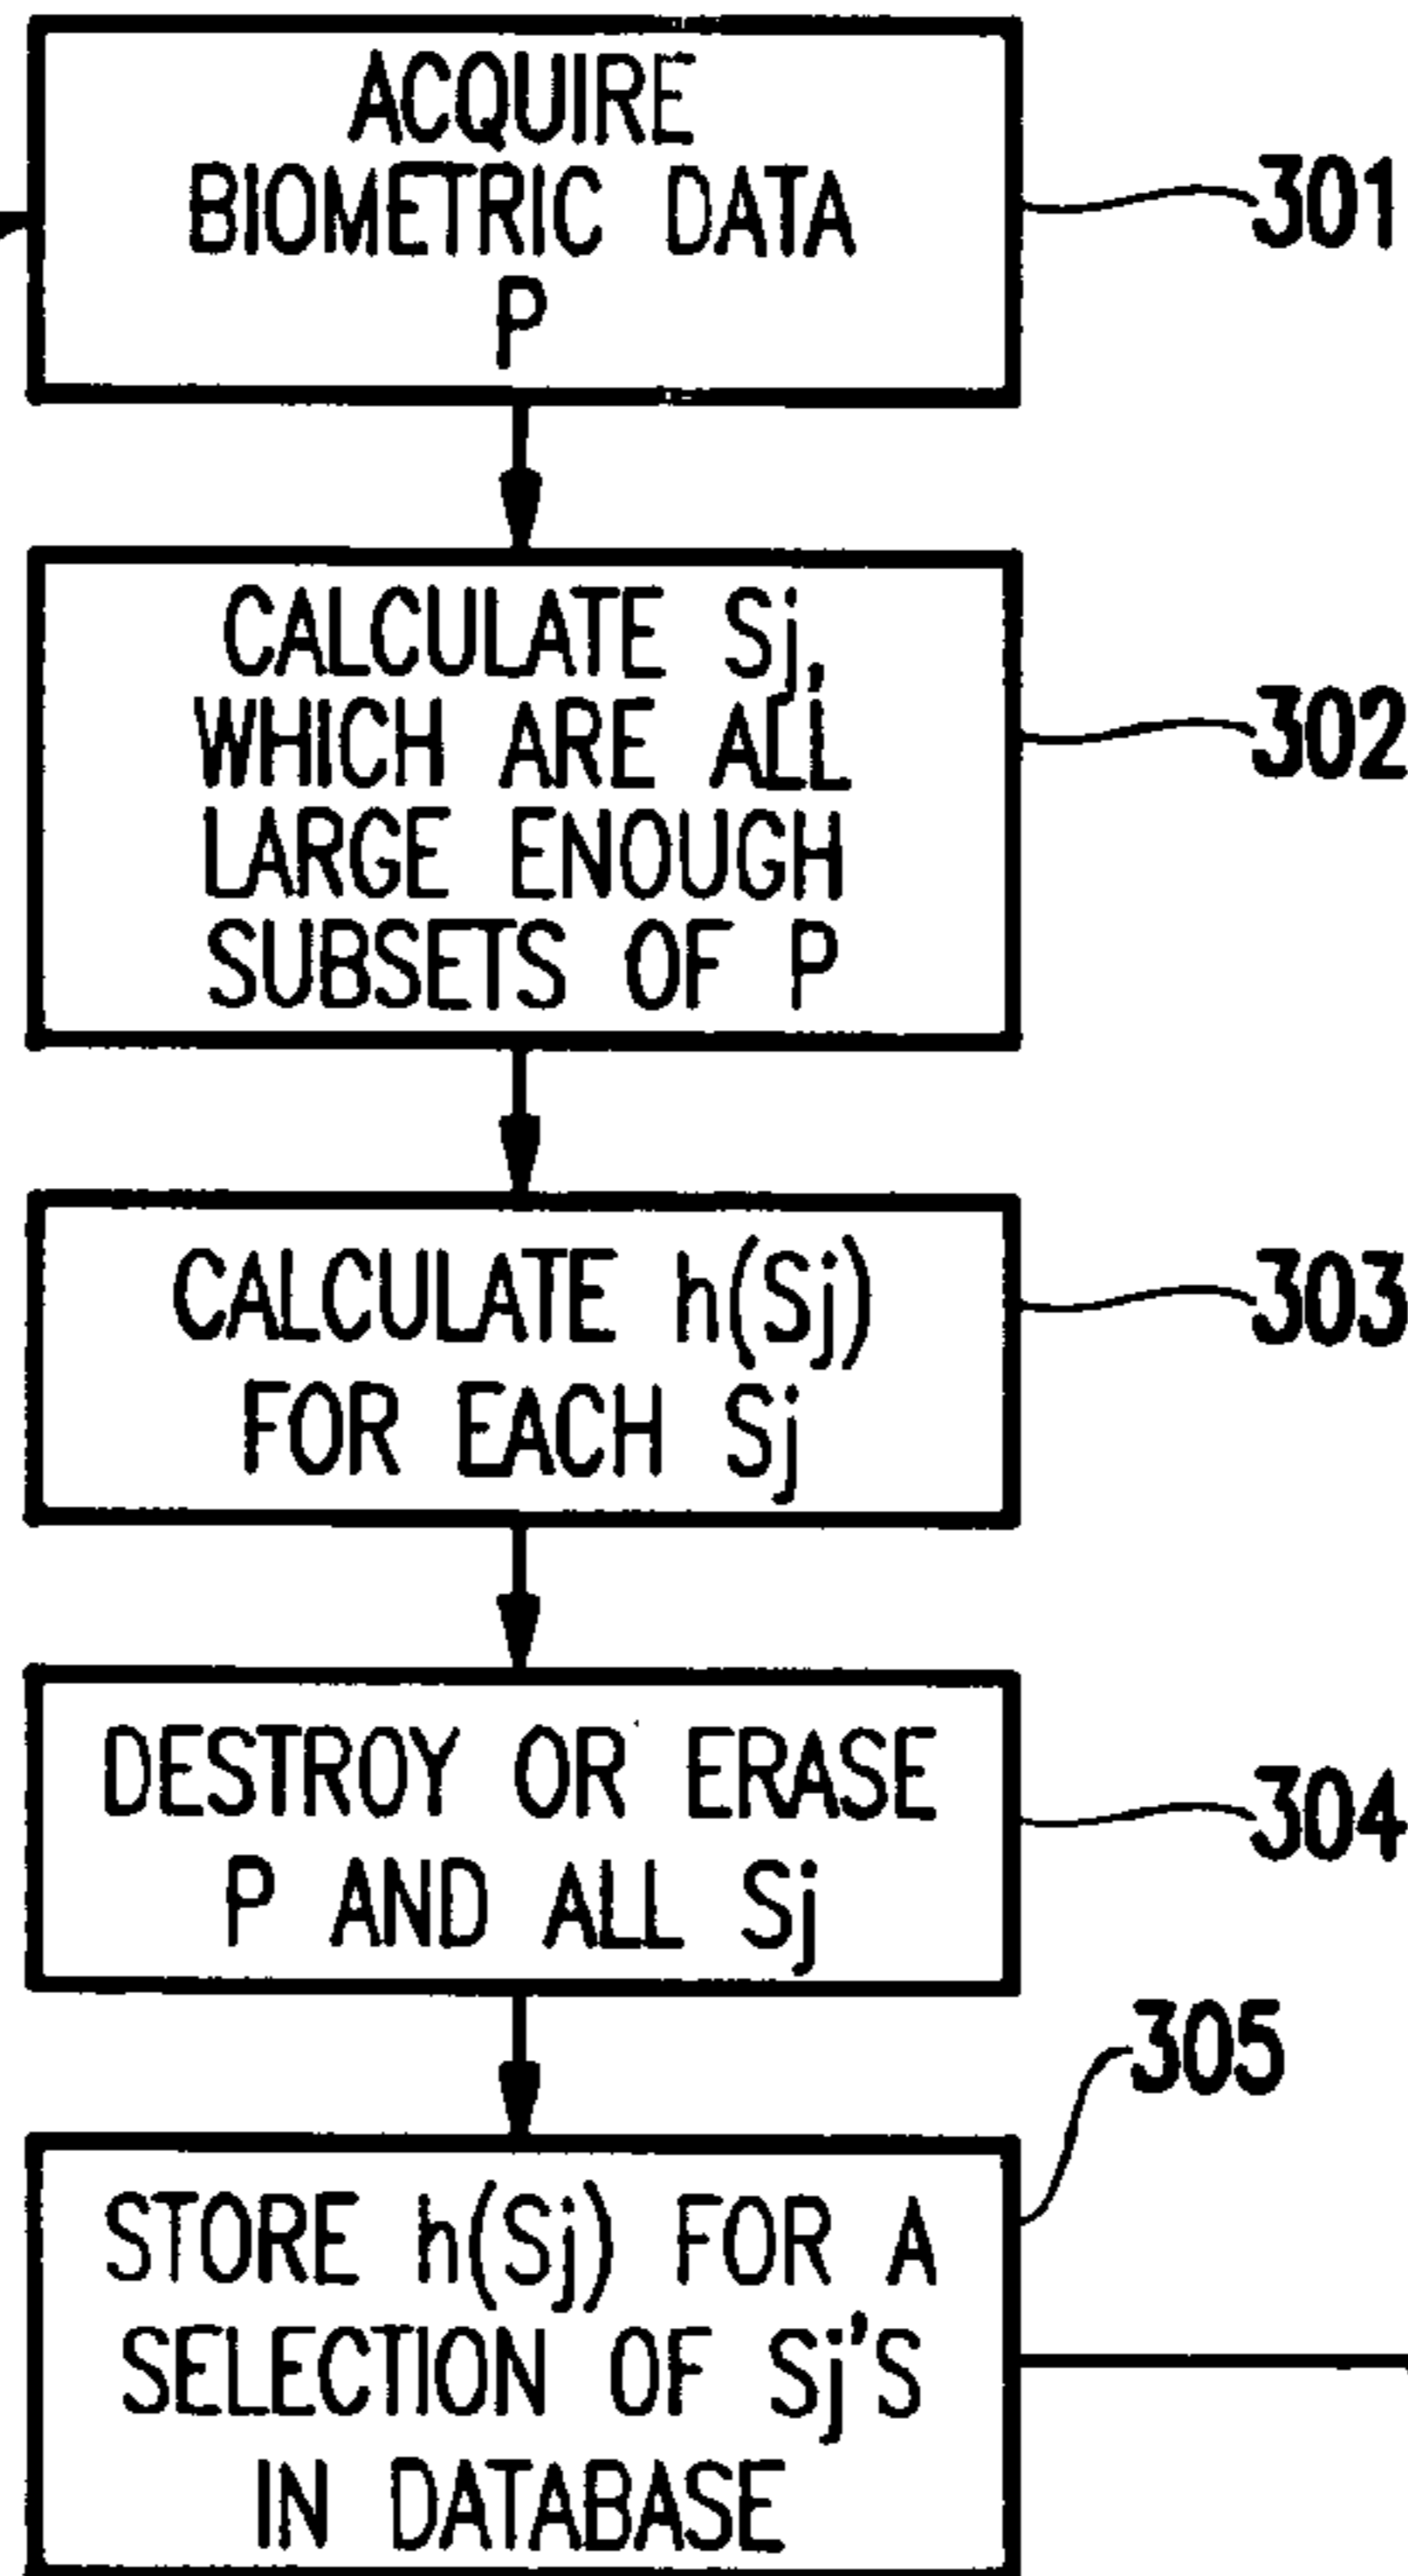 ACQUIRE
BIOMETRIC DATA
P
301
CALCULATE Sj,
WHICH ARE ALL
LARGE ENOUGH
SUBSETS OF P
302
CALCULATE h(Sj)
FOR EACH Sj
303
DESTROY OR ERASE
P AND ALL Sj
304
305
STORE h(Sj) FOR A
SELECTION OF Sj'S
IN DATABASE